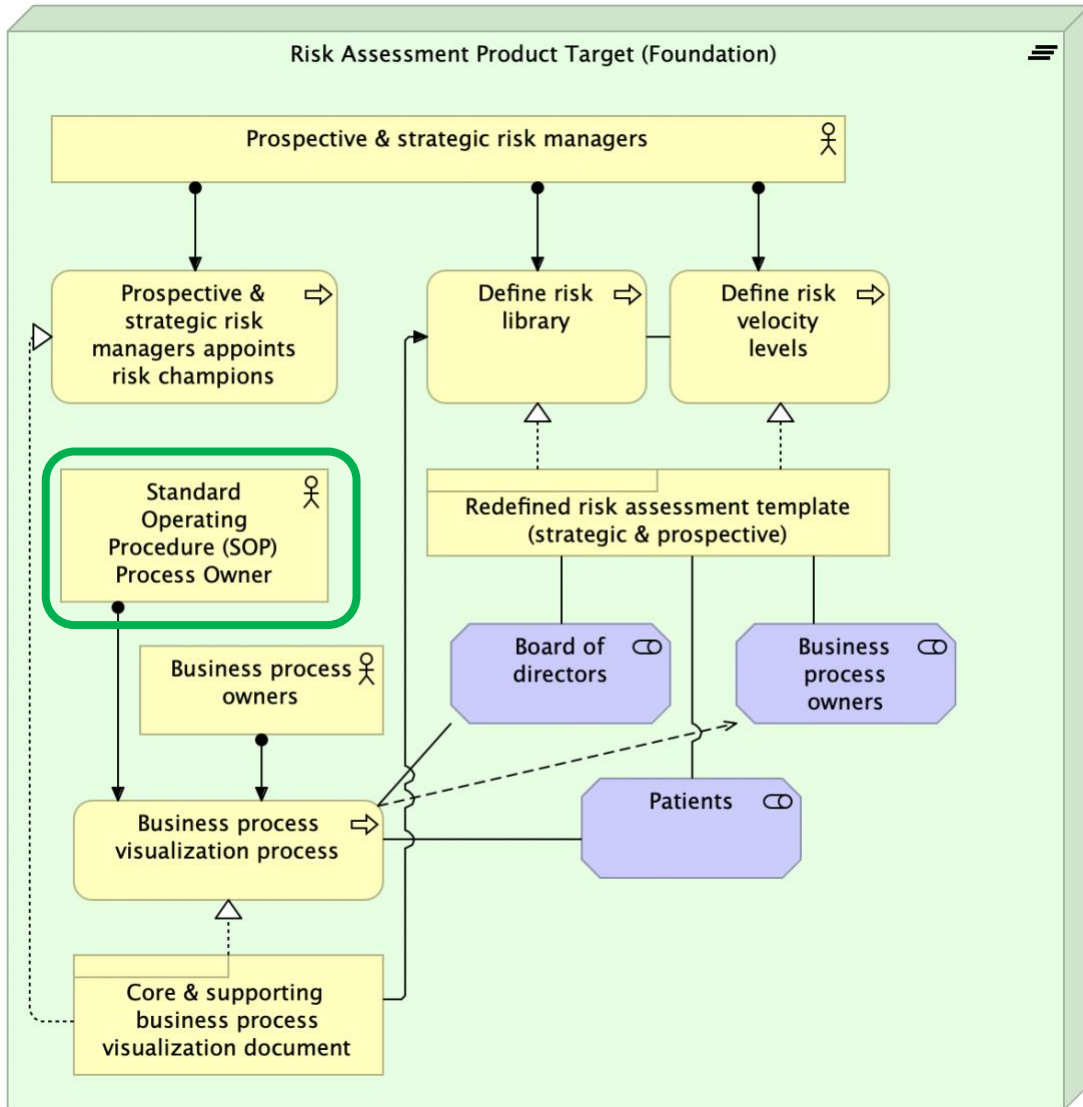 Risk Assessment Product Target (Foundation)
Prospective & strategic risk managers
Prospective &
strategic risk
managers appoints
risk champions
Define risk
library
Define risk
velocity
levels
Standard
Operating
Procedure (SOP)
Process Owner
Redefined risk assessment template
(strategic & prospective)
Business process
owners
Board of
directors
Business
process
owners
Patients
Business process
visualization process
Core & supporting
business process
visualization document